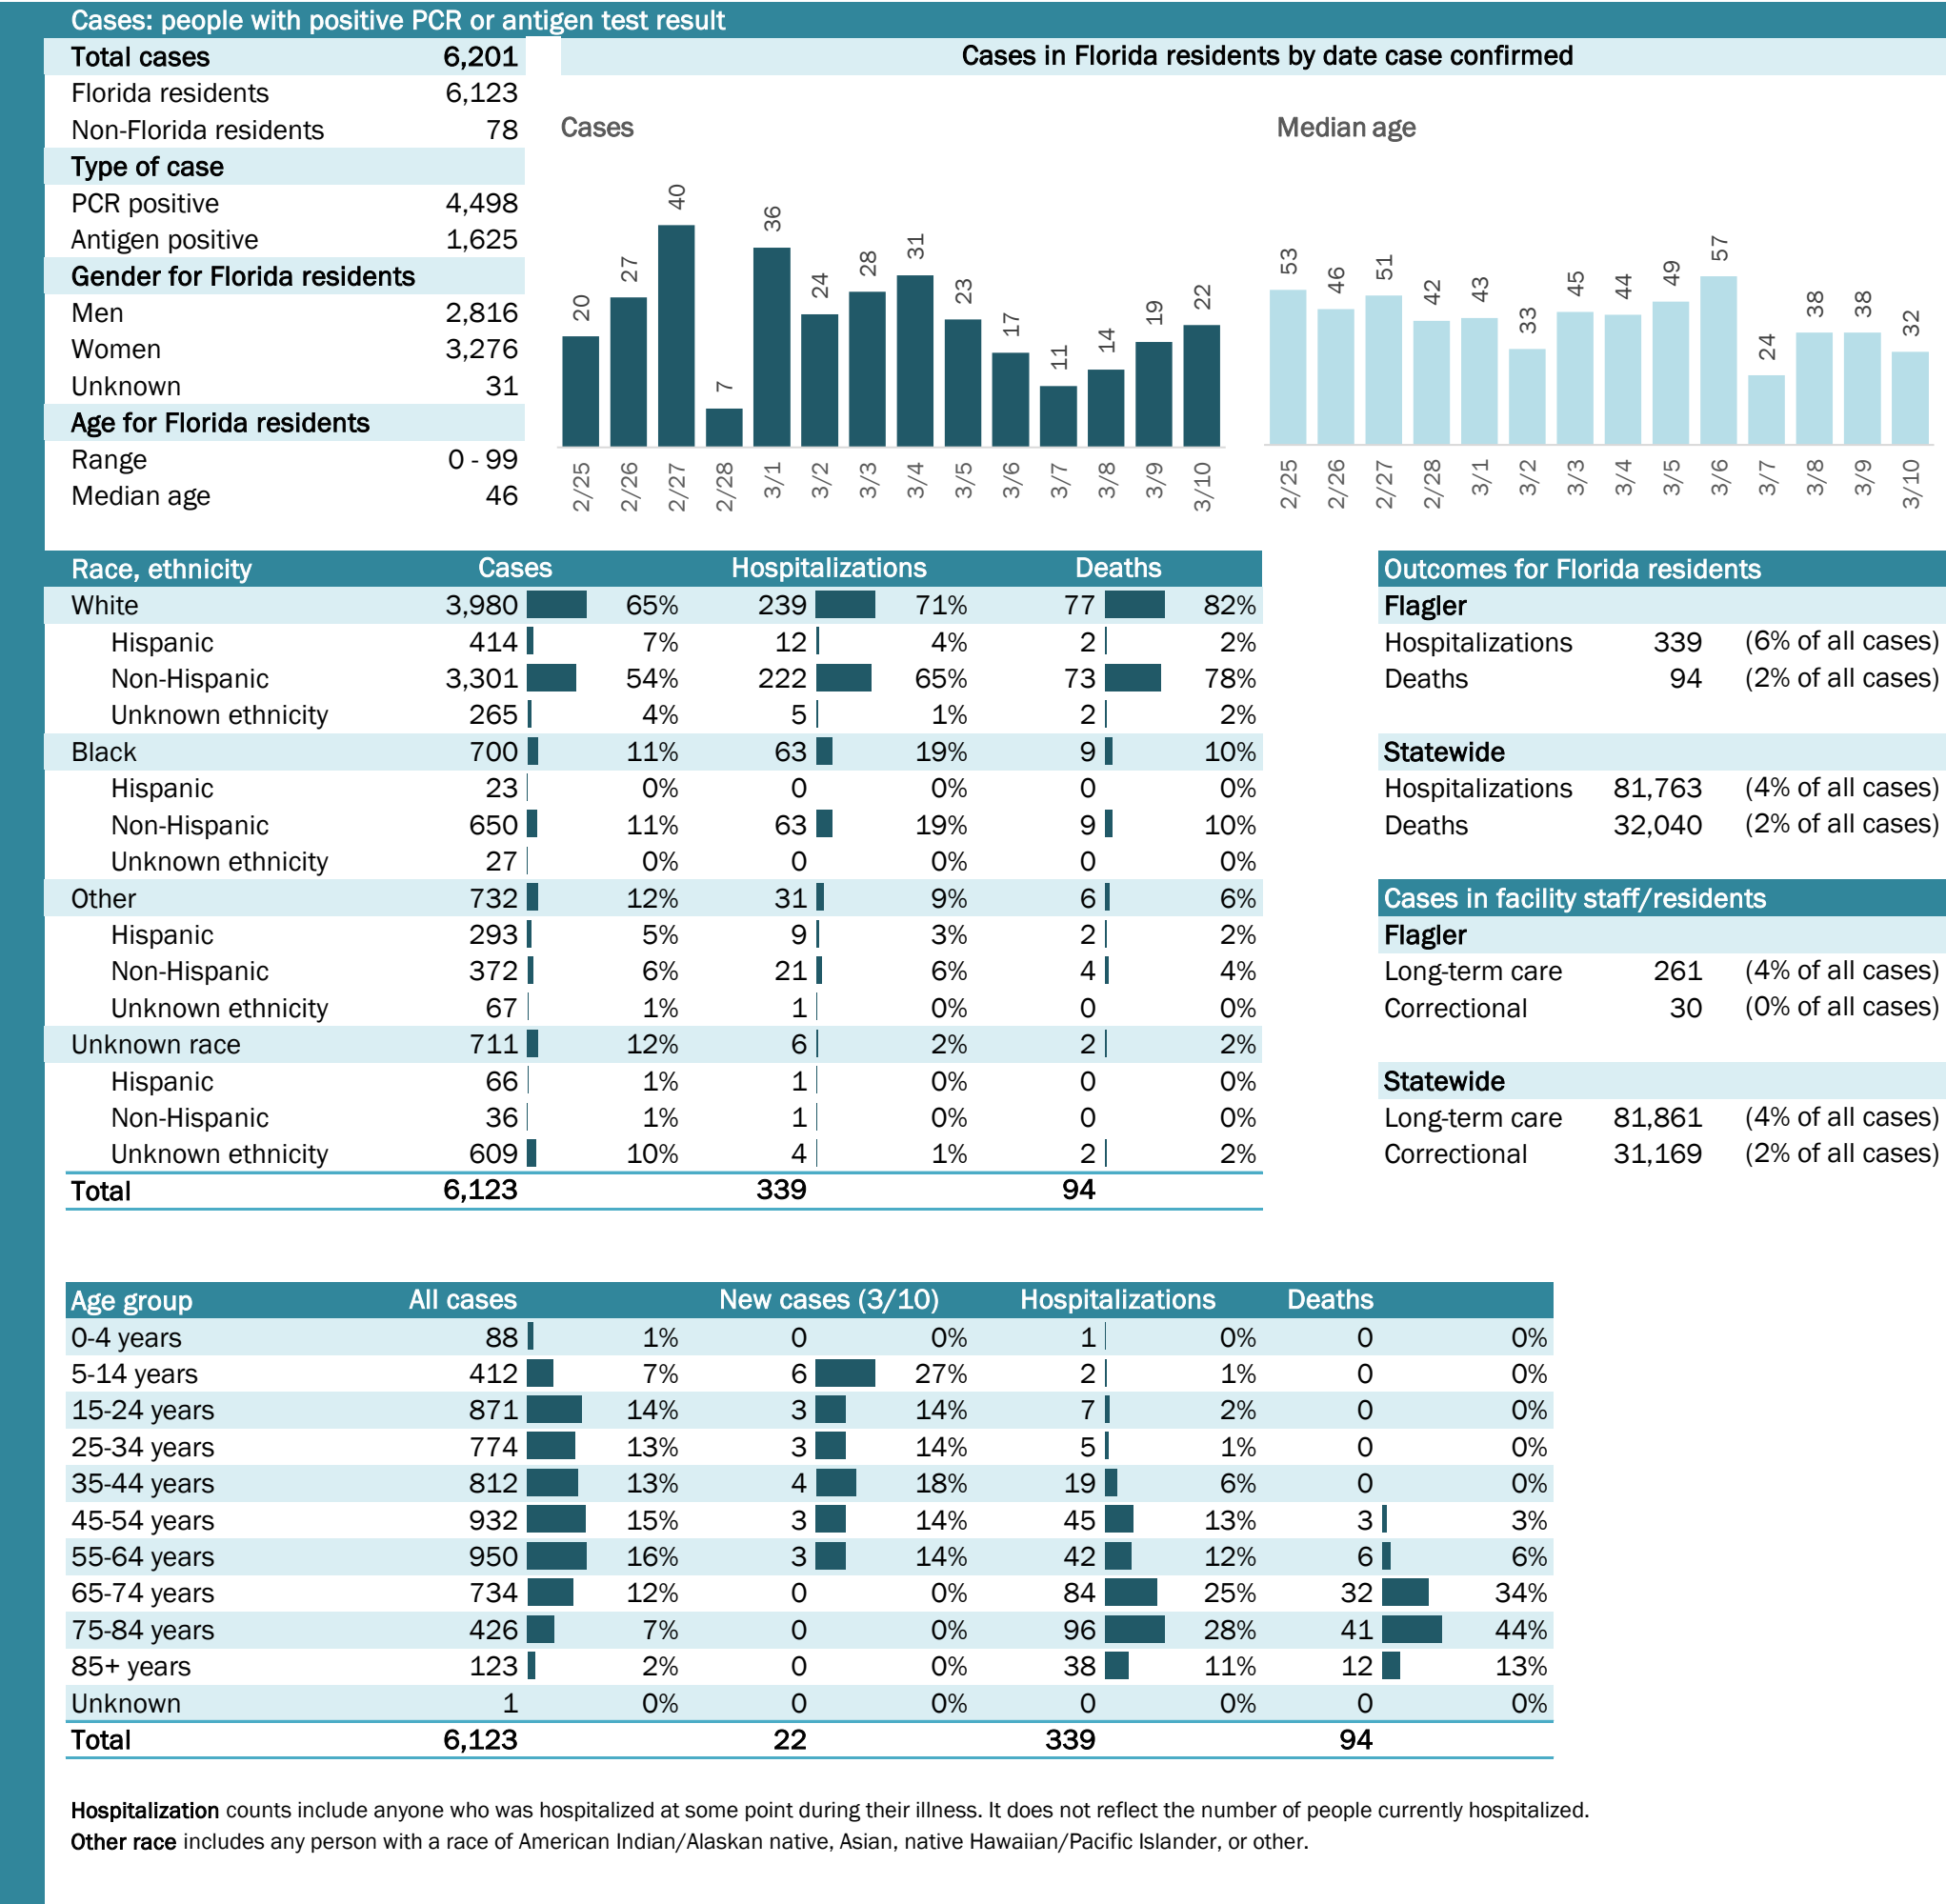 Cases: people with positive PCR or antigen test result
Total cases 6,201
Florida residents 6,123
Non-Florida residents 78
Type of case
PCR positive 4,498
Antigen positive 1,625
Gender for Florida residents
Men 2,816
Women 3,276
Unknown 31
Age for Florida residents
Range 0 - 99
Median age 46
Cases in Florida residents by date case confirmed
Cases
20 27 40 7 36 24 28 31 23 17 11 14 19 22
2/25 2/26 2/27 2/28 3/1 3/2 3/3 3/4 3/5 3/6 3/7 3/8 3/9 3/10
Median age
53 46 51 42 43 33 45 44 49 57 24 38 38 32
2/25 2/26 2/27 2/28 3/1 3/2 3/3 3/4 3/5 3/6 3/7 3/8 3/9 3/10
Race, ethnicity Cases Hospitalizations Deaths
White 3,980 65% 239 71% 77 82%
Hispanic 414 7% 12 4% 2 2%
Non-Hispanic 3,301 54% 222 65% 73 78%
Unknown ethnicity 265 4% 5 1% 2 2%
Black 700 11% 63 19% 9 10%
Hispanic 23 0% 0 0% 0 0%
Non-Hispanic 650 11% 63 19% 9 10%
Unknown ethnicity 27 0% 0 0% 0 0%
Other 732 12% 31 9% 6 6%
Hispanic 293 5% 9 3% 2 2%
Non-Hispanic 372 6% 21 6% 4 4%
Unknown ethnicity 67 1% 1 0% 0 0%
Unknown race 711 12% 6 2% 2 2%
Hispanic 66 1% 1 0% 0 0%
Non-Hispanic 36 1% 1 0% 0 0%
Unknown ethnicity 609 10% 4 1% 2 2%
Total 6,123 339 94
Outcomes for Florida residents
Flagler
Hospitalizations 339 (6% of all cases)
Deaths 94 (2% of all cases)
Statewide
Hospitalizations 81,763 (4% of all cases)
Deaths 32,040 (2% of all cases)
Cases in facility staff/residents
Flagler
Long-term care 261 (4% of all cases)
Correctional 30 (0% of all cases)
Statewide
Long-term care 81,861 (4% of all cases)
Correctional 31,169 (2% of all cases)
Age group All cases New cases (3/10) Hospitalizations Deaths
0-4 years 88 1% 0 0% 1 0% 0 0%
5-14 years 412 7% 6 27% 2 1% 0 0%
15-24 years 871 14% 3 14% 7 2% 0 0%
25-34 years 774 13% 3 14% 5 1% 0 0%
35-44 years 812 13% 4 18% 19 6% 0 0%
45-54 years 932 15% 3 14% 45 13% 3 3%
55-64 years 950 16% 3 14% 42 12% 6 6%
65-74 years 734 12% 0 0% 84 25% 32 34%
75-84 years 426 7% 0 0% 96 28% 41 44%
85+ years 123 2% 0 0% 38 11% 12 13%
Unknown 1 0% 0 0% 0 0% 0 0%
Total 6,123 22 339 94
Hospitalization counts include anyone who was hospitalized at some point during their illness. It does not reflect the number of people currently hospitalized.
Other race includes any person with a race of American Indian/Alaskan native, Asian, native Hawaiian/Pacific Islander, or other.